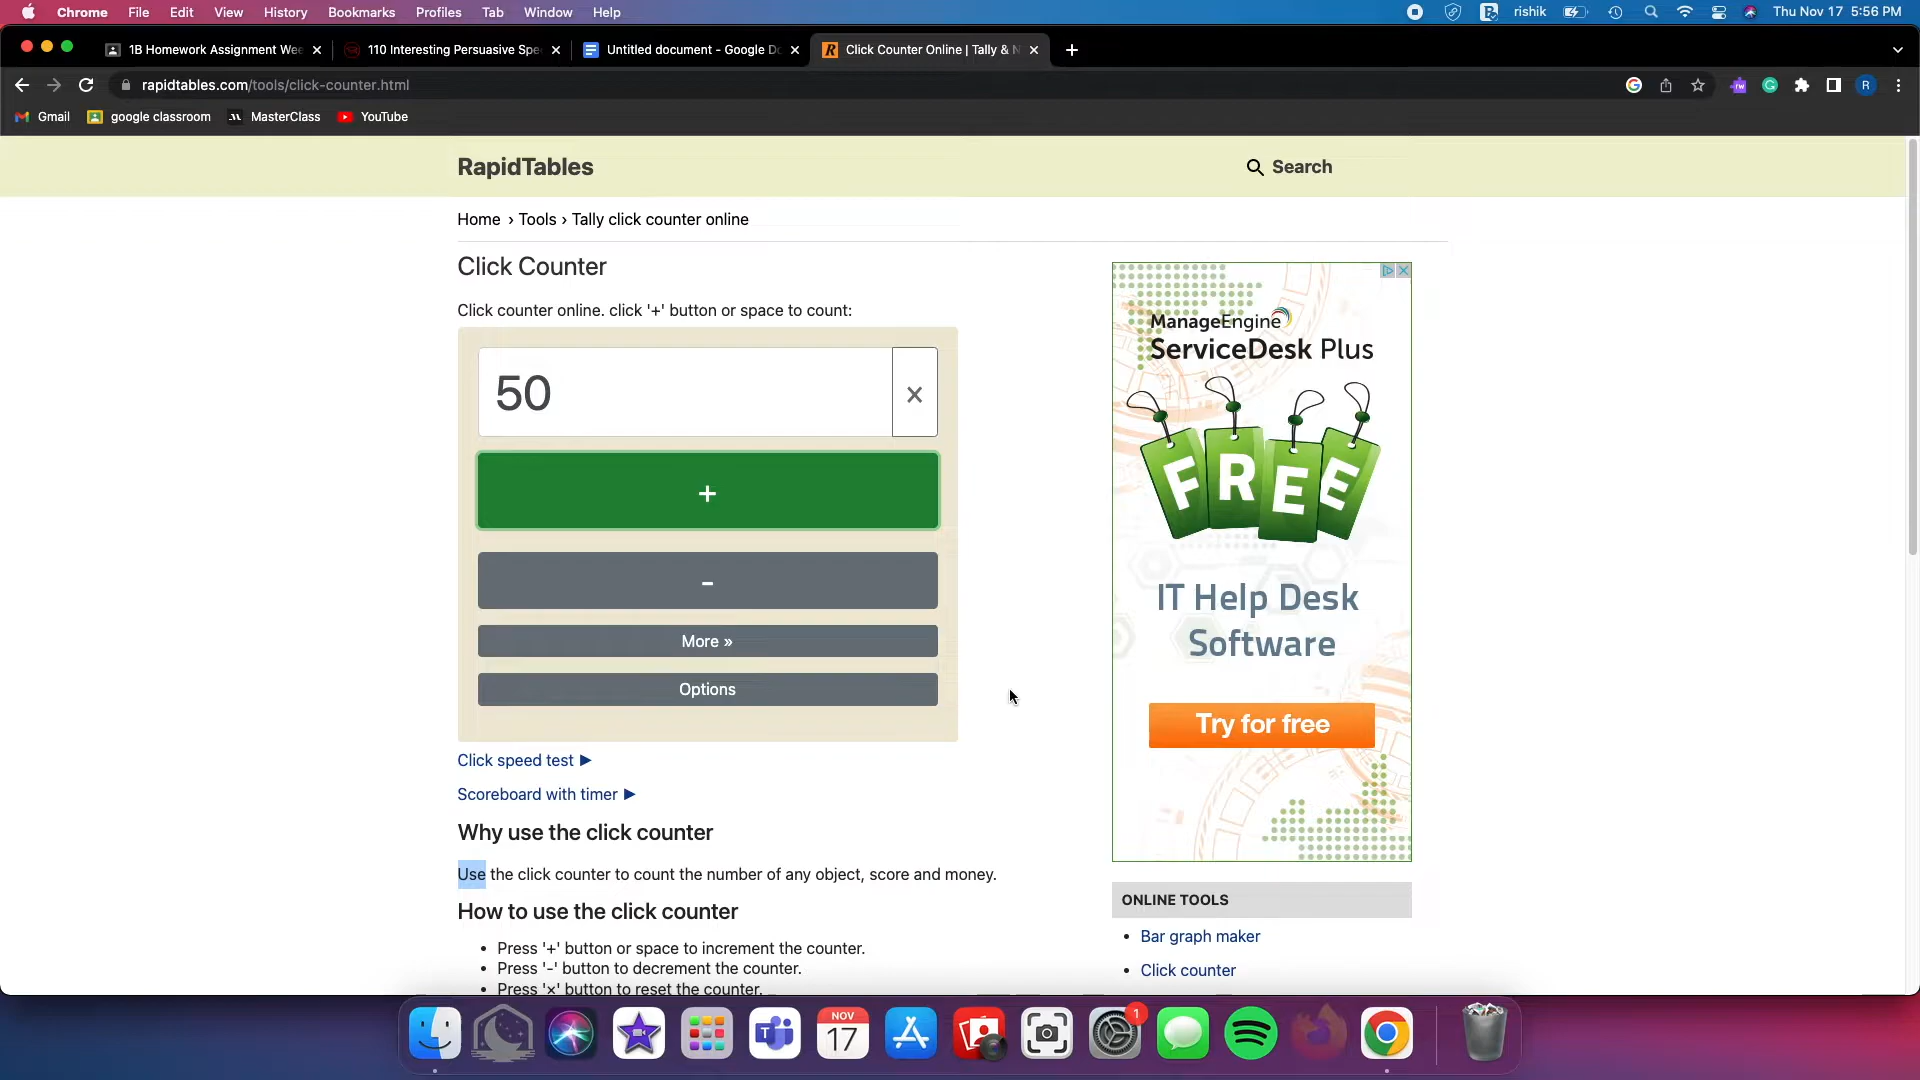 Chrome File Edit View History Bookmarks Profiles Tab Window Help rishik Thu Nov 17 5:56 PM
1B Homework Assignment Wee 110 Interesting Persuasive Spe Untitled document - Google Do Click Counter Online | Tally & N
rapidtables.com/tools/click-counter.html R
Gmail google classroom MasterClass YouTube
RapidTables Search
Home › Tools › Tally click counter online
Click Counter
Click counter online. click '+' button or space to count:
50 ×
+
-
More »
Options
Click speed test ►
Scoreboard with timer ►
Why use the click counter
Use the click counter to count the number of any object, score and money.
How to use the click counter
• Press '+' button or space to increment the counter.
• Press '-' button to decrement the counter.
• Press 'x' button to reset the counter.
ManageEngine
ServiceDesk Plus
FREE
IT Help Desk
Software
Try for free
ONLINE TOOLS
• Bar graph maker
• Click counter
NOV
17
1